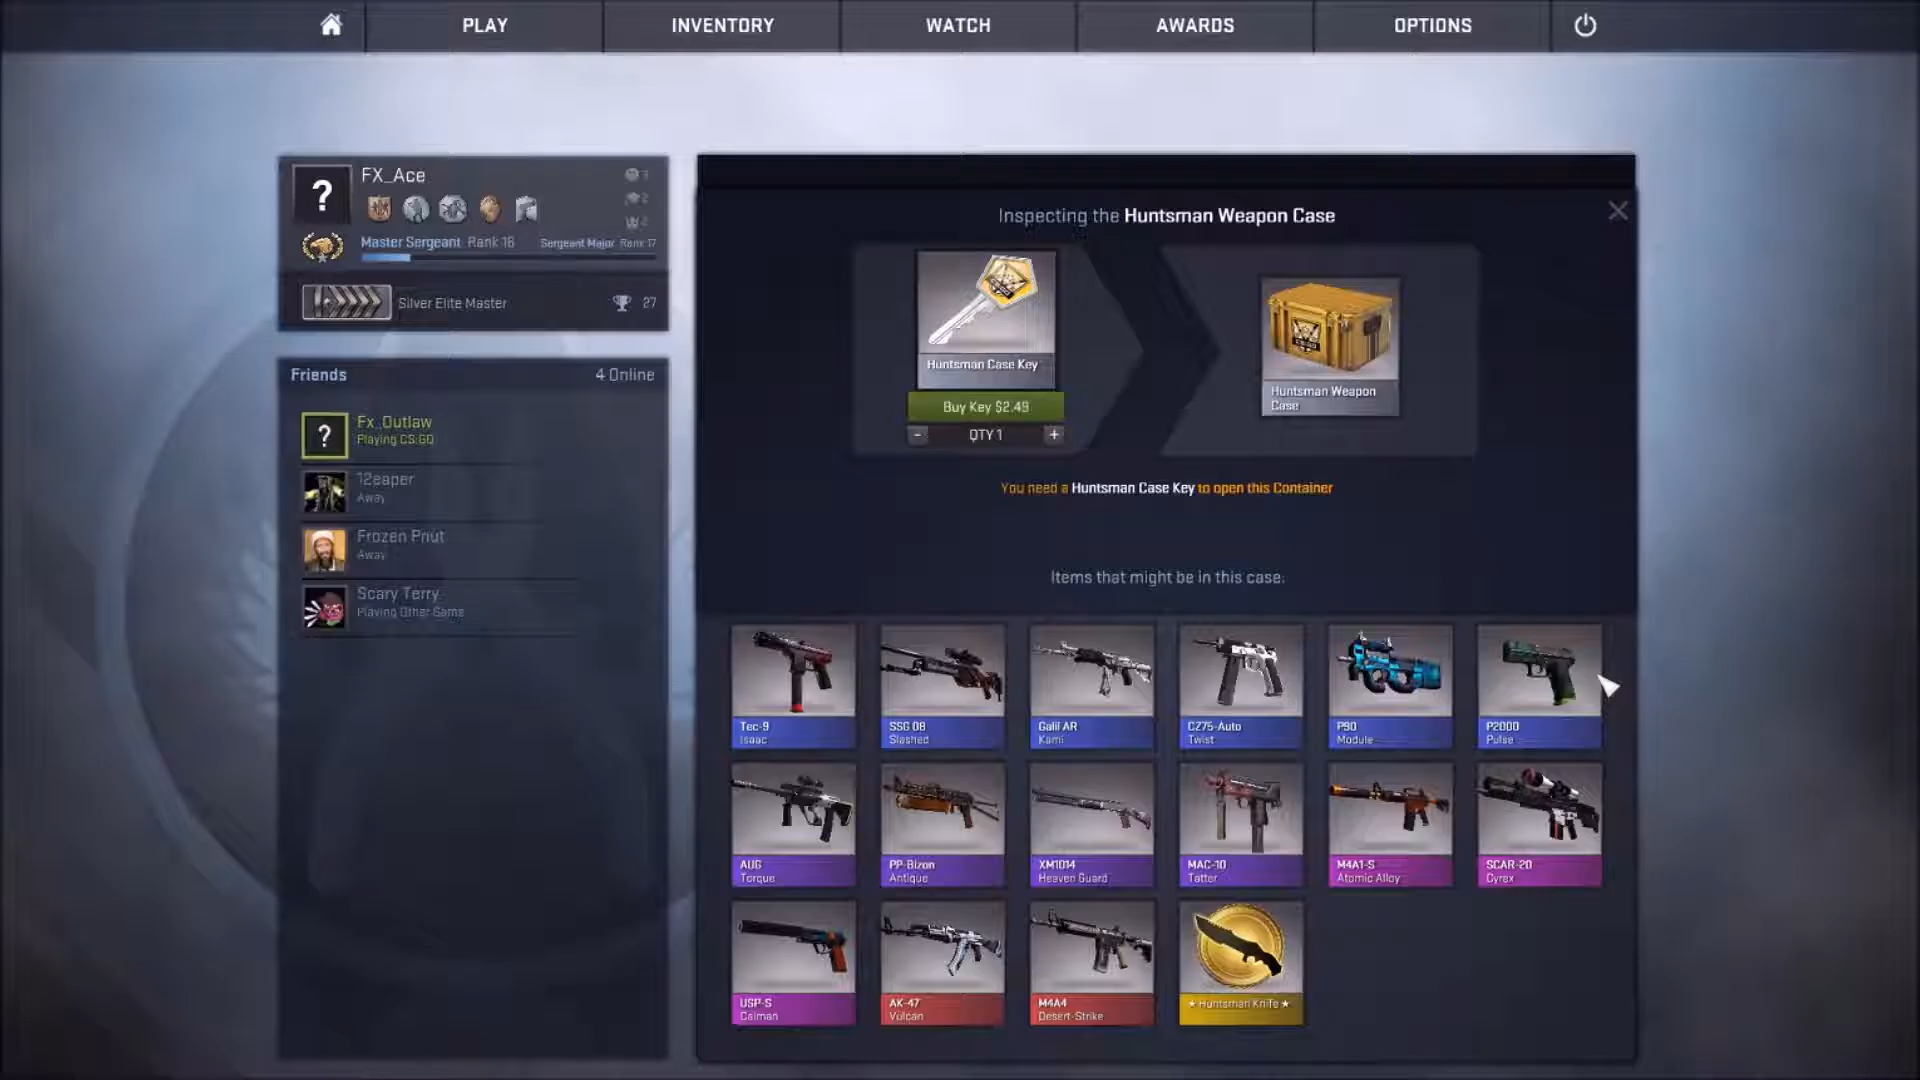 PLAY
INVENTORY
WATCH
AWARDS
OPTIONS
FX_Ace
Master Sergeant Rank 16
Sergeant Major Rank 17
Silver Elite Master
27
Friends
4 Online
Fx_Outlaw
Playing CS:GO
12eaper
Away
Frozen Pnut
Away
Scary Terry
Playing Other Game
Inspecting the Huntsman Weapon Case
Huntsman Case Key
Buy Key $2.49
- QTY 1 +
Huntsman Weapon
Case
You need a Huntsman Case Key to open this Container
Items that might be in this case:
Tec-9
Isaac
SSG 08
Slashed
Galil AR
Kami
CZ75-Auto
Twist
P90
Module
P2000
Pulse
AUG
Torque
PP-Bizon
Antique
XM1014
Heaven Guard
MAC-10
Tatter
M4A1-S
Atomic Alloy
SCAR-20
Cyrex
USP-S
Caiman
AK-47
Vulcan
M4A4
Desert-Strike
★ Huntsman Knife ★